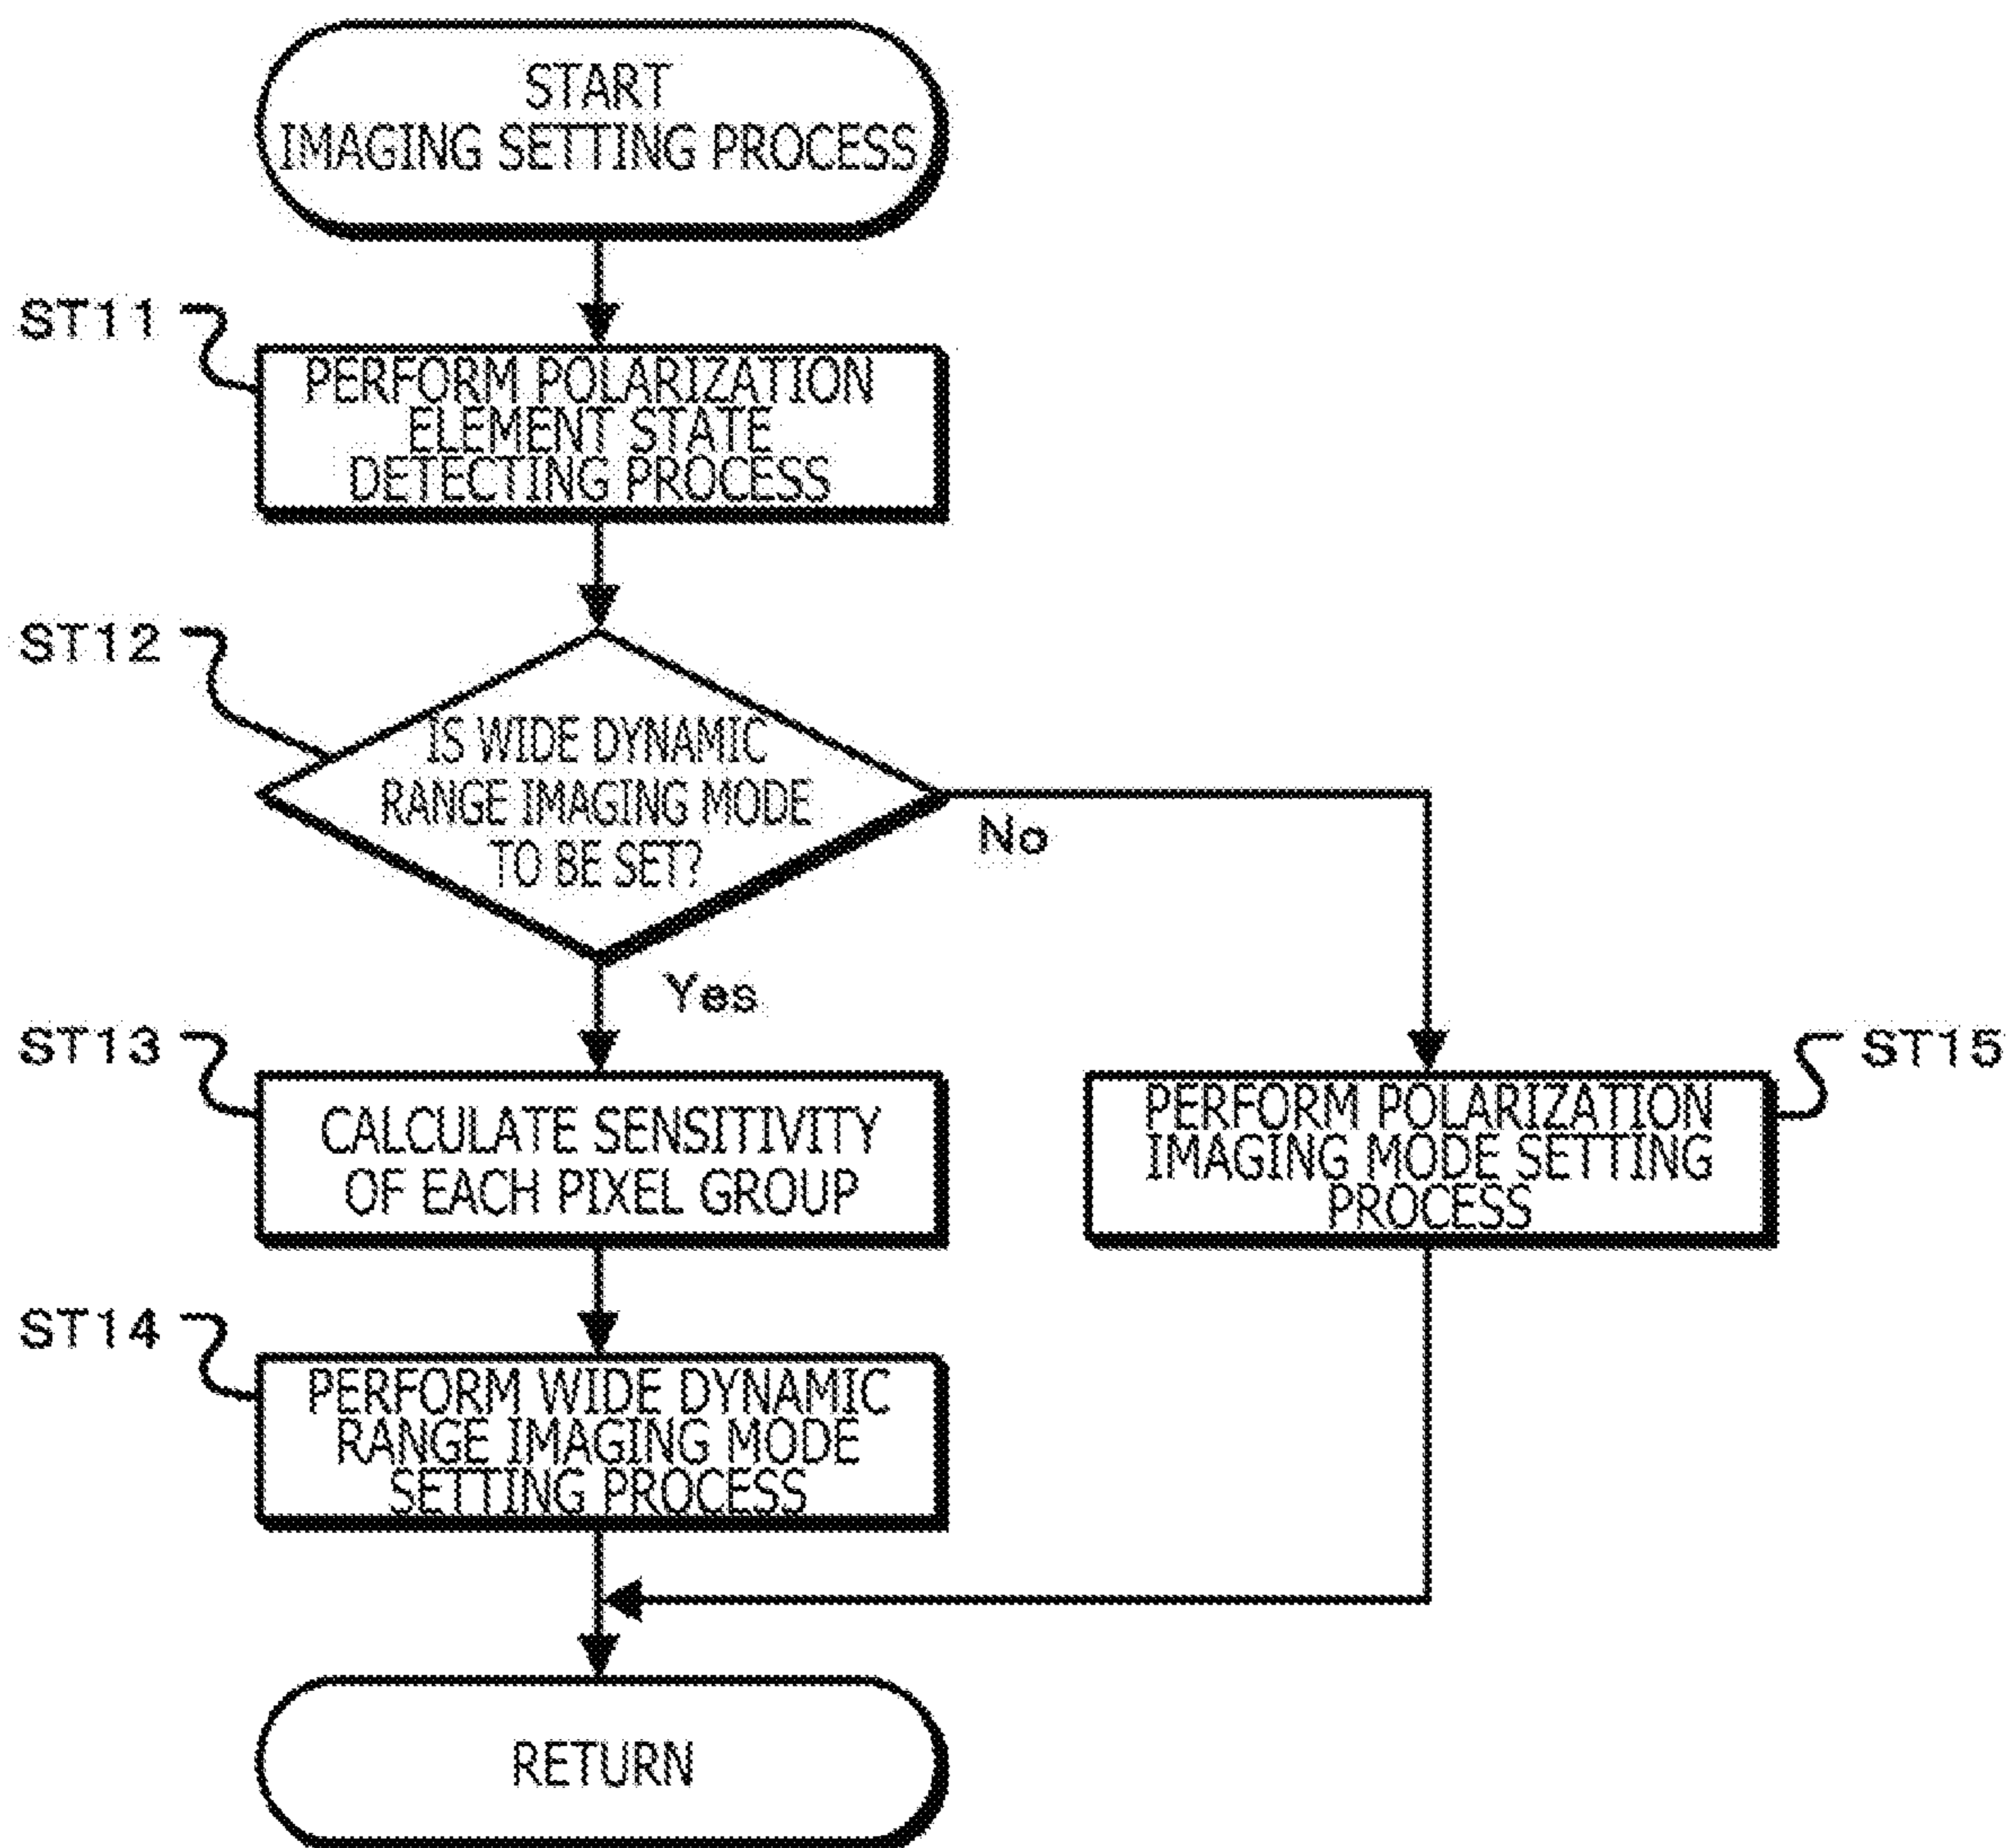 START
IMAGING SETTING PROCESS
ST11
PERFORM POLARIZATION
ELEMENT STATE
DETECTING PROCESS
ST12
IS WIDE DYNAMIC
RANGE IMAGING MODE
TO BE SET?
No
Yes
ST13
CALCULATE SENSITIVITY
OF EACH PIXEL GROUP
ST15
PERFORM POLARIZATION
IMAGING MODE SETTING
PROCESS
ST14
PERFORM WIDE DYNAMIC
RANGE IMAGING MODE
SETTING PROCESS
RETURN